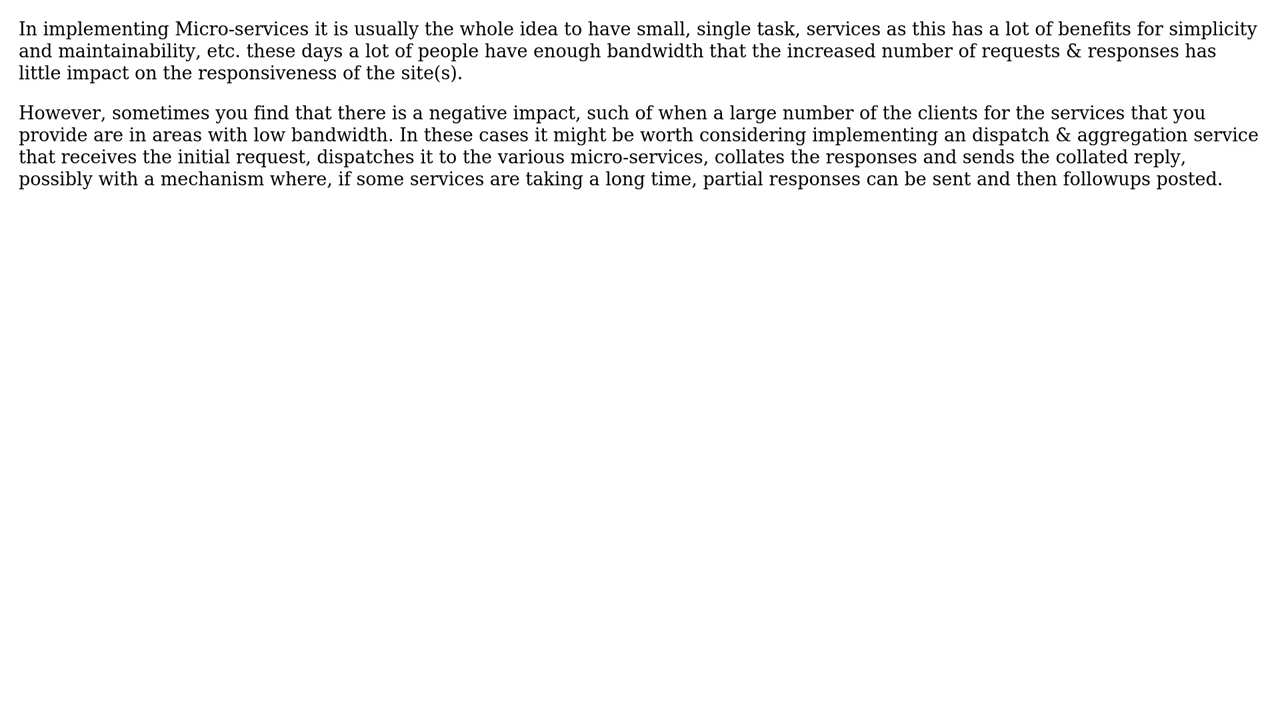 In implementing Micro-services it is usually the whole idea to have small, single task, services as this has a lot of benefits for simplicity
and maintainability, etc. these days a lot of people have enough bandwidth that the increased number of requests & responses has
little impact on the responsiveness of the site(s).
However, sometimes you find that there is a negative impact, such of when a large number of the clients for the services that you
provide are in areas with low bandwidth. In these cases it might be worth considering implementing an dispatch & aggregation service
that receives the initial request, dispatches it to the various micro-services, collates the responses and sends the collated reply,
possibly with a mechanism where, if some services are taking a long time, partial responses can be sent and then followups posted.